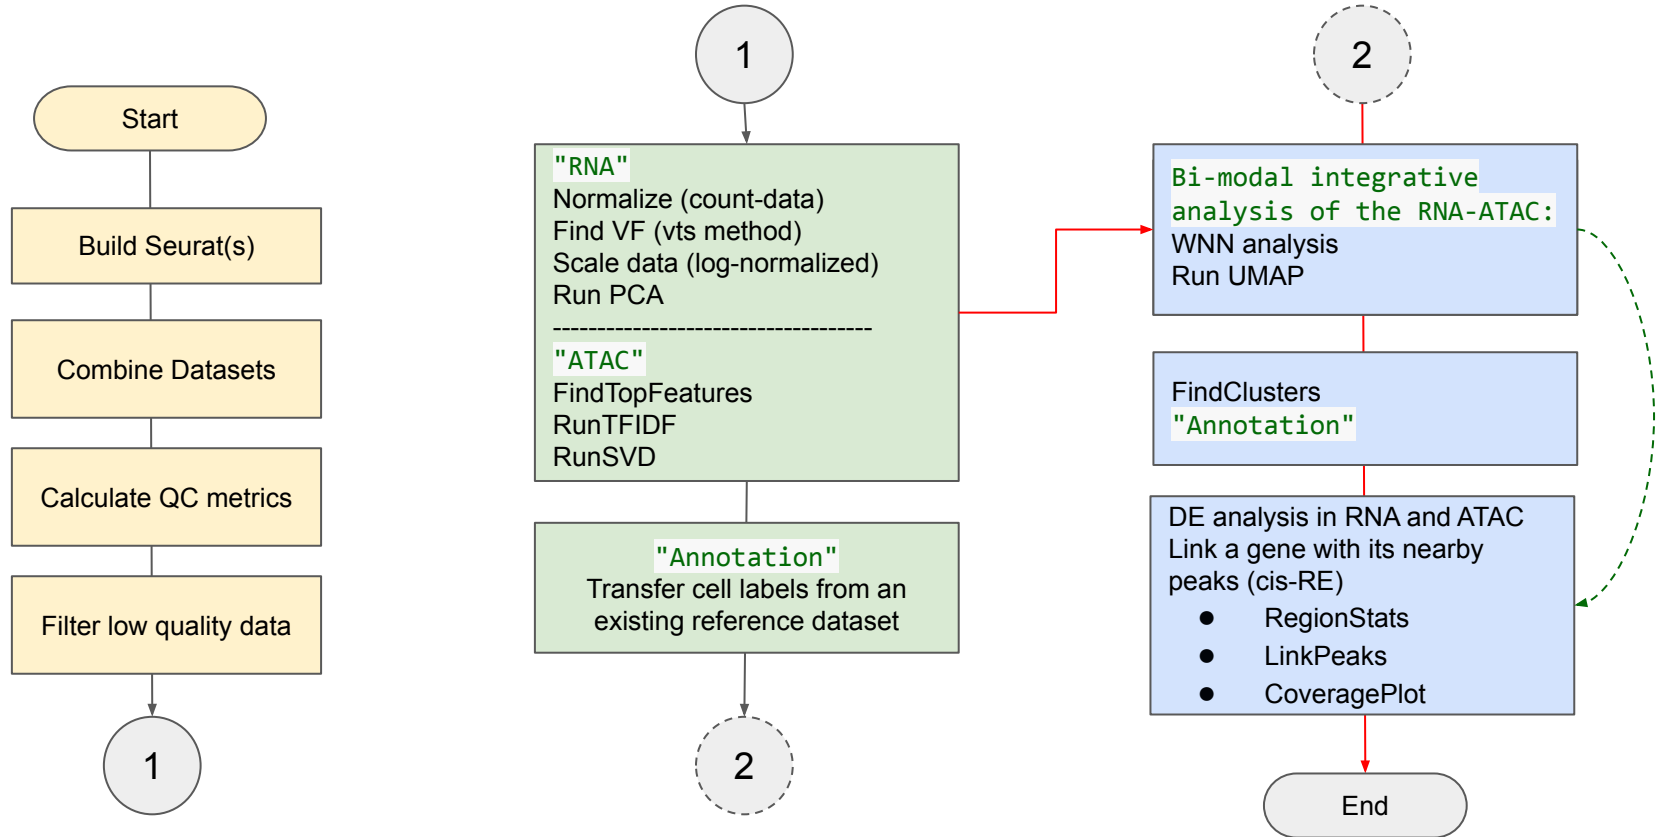 Start
Build Seurat(s)
Combine Datasets
Calculate QC metrics
Filter low quality data
1
1
"RNA"
Normalize (count-data)
Find VF (vts method)
Scale data (log-normalized)
Run PCA
------------------------------------
"ATAC"
FindTopFeatures
RunTFIDF
RunSVD
"Annotation"
Transfer cell labels from an
existing reference dataset
2
2
Bi-modal integrative
analysis of the RNA-ATAC:
WNN analysis
Run UMAP
FindClusters
"Annotation"
DE analysis in RNA and ATAC
Link a gene with its nearby
peaks (cis-RE)
● RegionStats
● LinkPeaks
● CoveragePlot
End